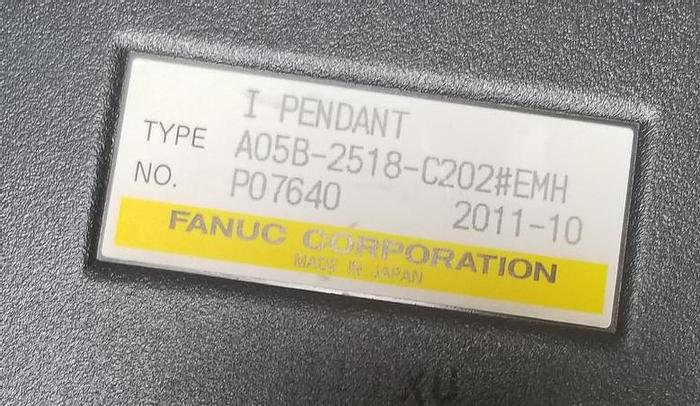 I PENDANT
TYPE A05B-2518-C202#EMH
NO. P07640 2011-10
FANUC CORPORATION
MADE IN JAPAN